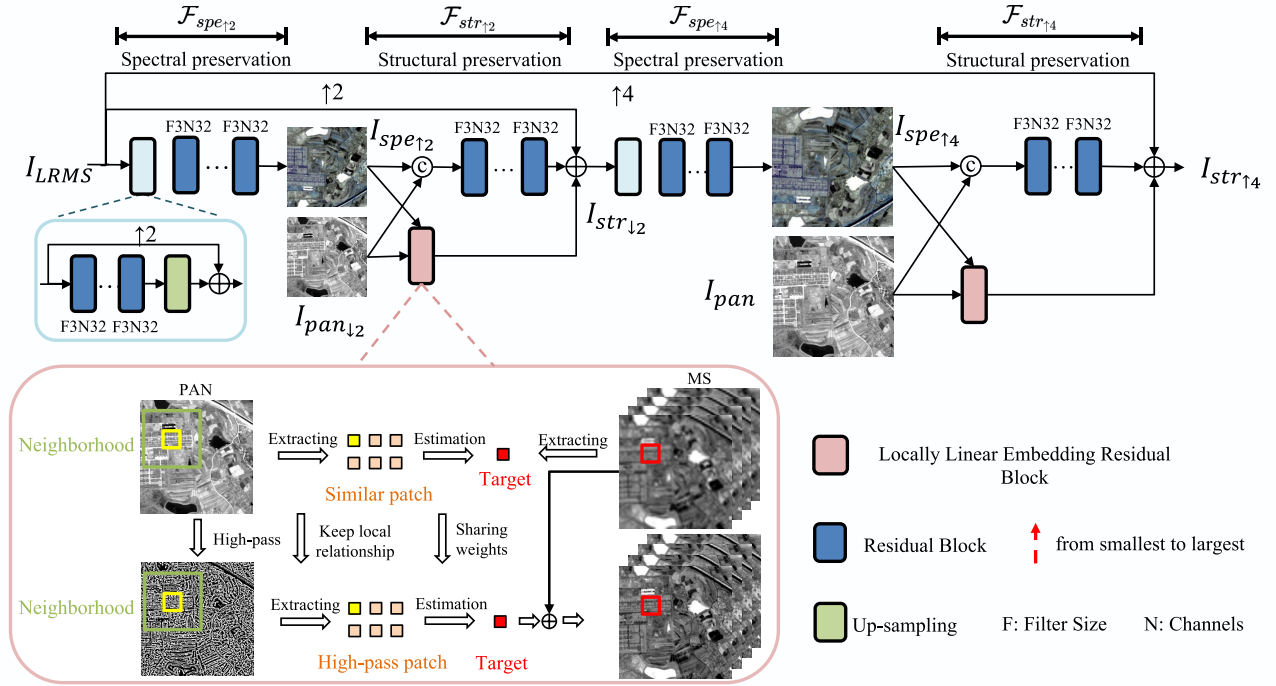 ℱspe↑2
ℱstr↑2
ℱspe↑4
ℱstr↑4
Spectral preservation
Structural preservation
Spectral preservation
Structural preservation
↑2
↑4
F3N32
F3N32
I_spe↑2
F3N32
F3N32
F3N32
F3N32
I_spe↑4
F3N32
F3N32
I_LRMS
C
C
I_str↑4
I_str↓2
↑2
I_pan
I_pan↓2
F3N32
F3N32
PAN
MS
Neighborhood
Extracting
Estimation
Extracting
Similar patch
Target
High-pass
Keep local
relationship
Sharing
weights
Neighborhood
Extracting
Estimation
High-pass patch
Target
Locally Linear Embedding Residual
Block
Residual Block
from smallest to largest
Up-sampling
F: Filter Size
N: Channels